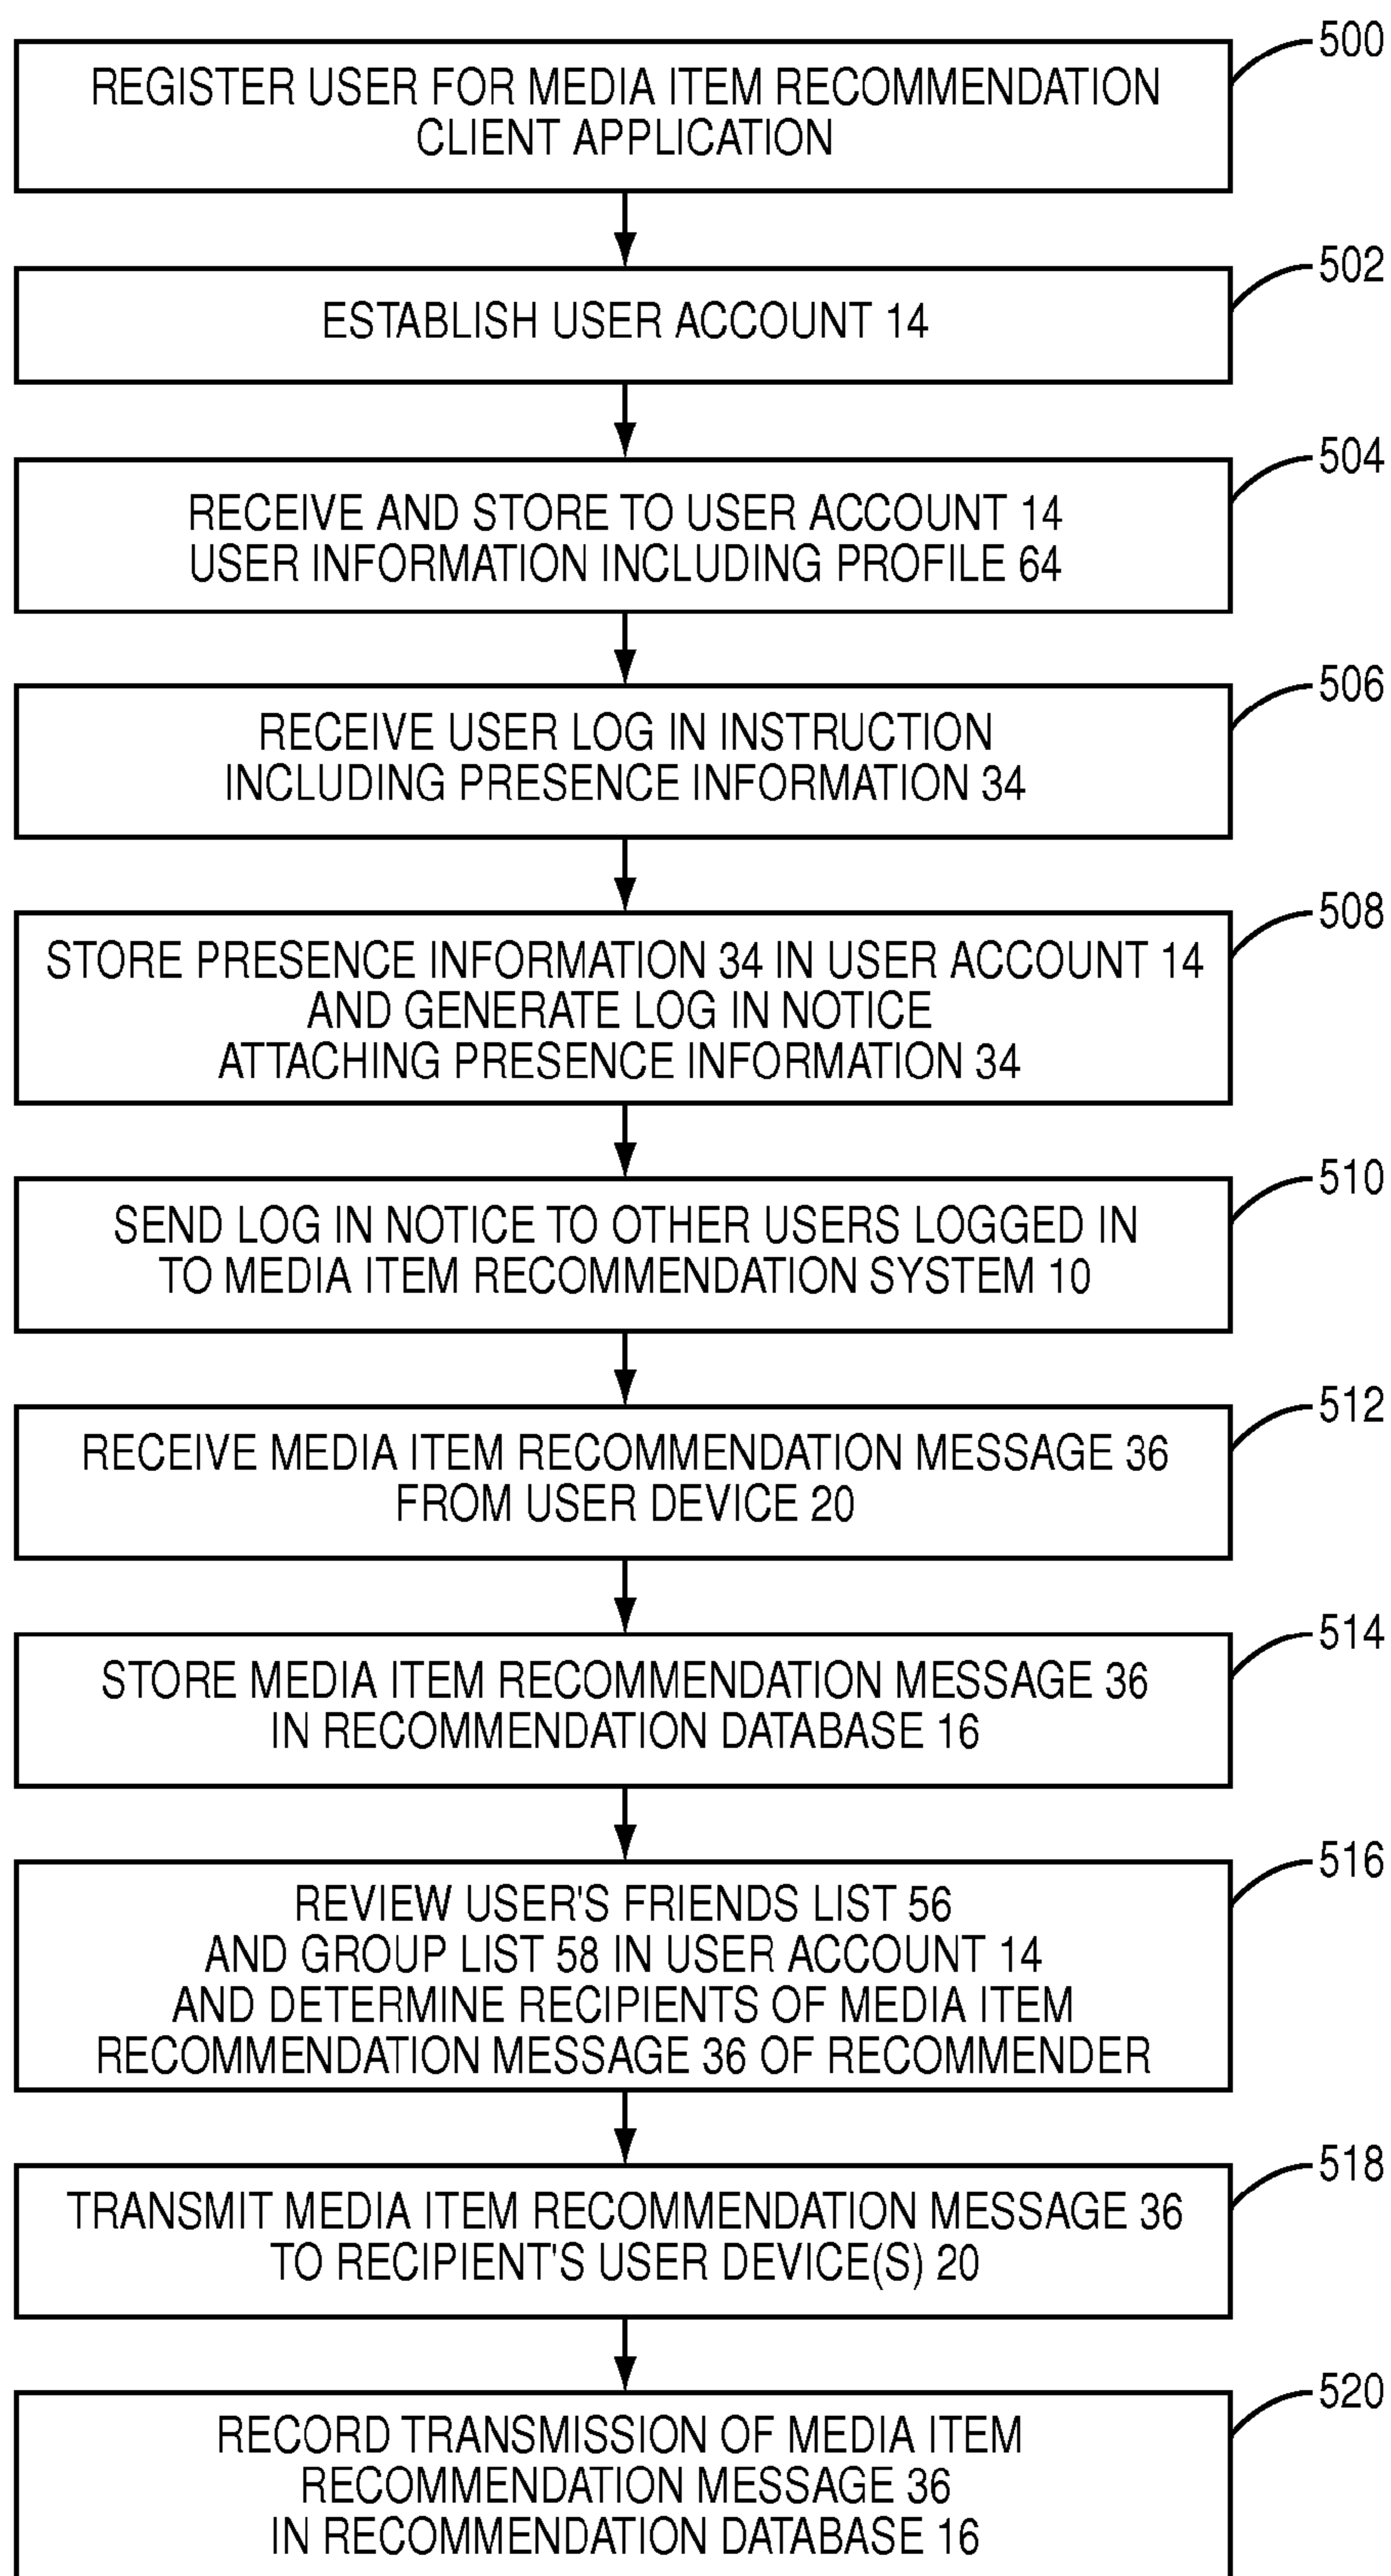 500
REGISTER USER FOR MEDIA ITEM RECOMMENDATION
CLIENT APPLICATION
502
ESTABLISH USER ACCOUNT 14
504
RECEIVE AND STORE TO USER ACCOUNT 14
USER INFORMATION INCLUDING PROFILE 64
506
RECEIVE USER LOG IN INSTRUCTION
INCLUDING PRESENCE INFORMATION 34
508
STORE PRESENCE INFORMATION 34 IN USER ACCOUNT 14
AND GENERATE LOG IN NOTICE
ATTACHING PRESENCE INFORMATION 34
510
SEND LOG IN NOTICE TO OTHER USERS LOGGED IN
TO MEDIA ITEM RECOMMENDATION SYSTEM 10
512
RECEIVE MEDIA ITEM RECOMMENDATION MESSAGE 36
FROM USER DEVICE 20
514
STORE MEDIA ITEM RECOMMENDATION MESSAGE 36
IN RECOMMENDATION DATABASE 16
516
REVIEW USER'S FRIENDS LIST 56
AND GROUP LIST 58 IN USER ACCOUNT 14
AND DETERMINE RECIPIENTS OF MEDIA ITEM
RECOMMENDATION MESSAGE 36 OF RECOMMENDER
518
TRANSMIT MEDIA ITEM RECOMMENDATION MESSAGE 36
TO RECIPIENT'S USER DEVICE(S) 20
520
RECORD TRANSMISSION OF MEDIA ITEM
RECOMMENDATION MESSAGE 36
IN RECOMMENDATION DATABASE 16